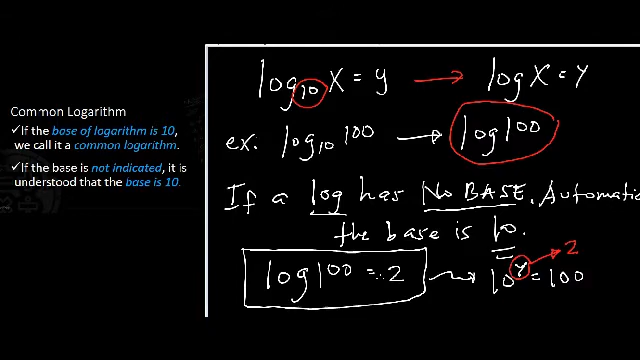 Common Logarithm
✓ If the base of logarithm is 10, we call it a common logarithm.
✓ If the base is not indicated, it is understood that the base is 10.
log₁₀ X = y → log X = Y
ex. log₁₀ 100 → log 100
If a log has No BASE. Automatic
the base is 10.
log 100 = 2 → 10^Y = 100
2